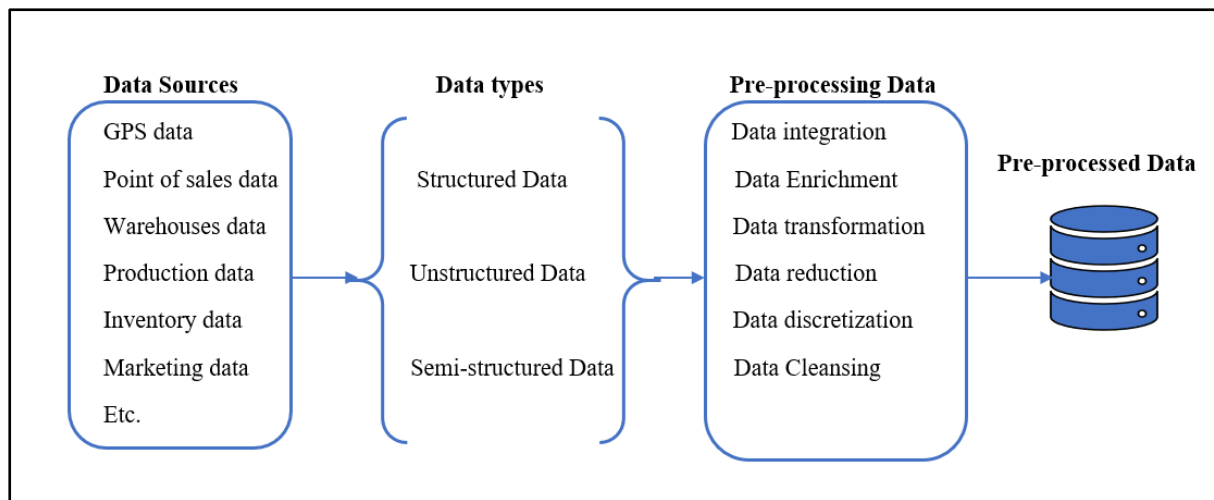 Data Sources
GPS data
Point of sales data
Warehouses data
Production data
Inventory data
Marketing data
Etc.
Data types
Structured Data
Unstructured Data
Semi-structured Data
Pre-processing Data
Data integration
Data Enrichment
Data transformation
Data reduction
Data discretization
Data Cleansing
Pre-processed Data